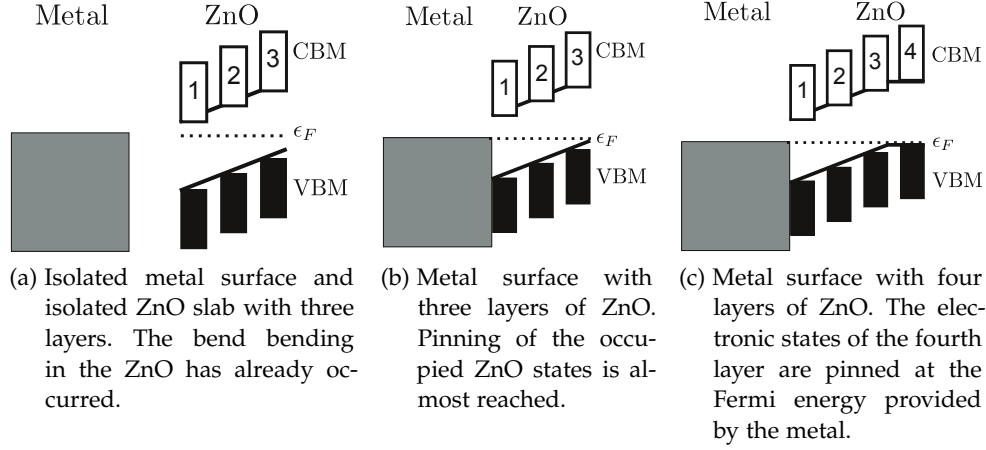 Metal ZnO
1 2 3 CBM
ϵF
VBM
(a) Isolated metal surface and
isolated ZnO slab with three
layers. The bend bending
in the ZnO has already oc-
curred.
Metal ZnO
1 2 3 CBM
ϵF
VBM
(b) Metal surface with
three layers of ZnO.
Pinning of the occu-
pied ZnO states is al-
most reached.
Metal ZnO
1 2 3 4 CBM
ϵF
VBM
(c) Metal surface with four
layers of ZnO. The elec-
tronic states of the fourth
layer are pinned at the
Fermi energy provided
by the metal.